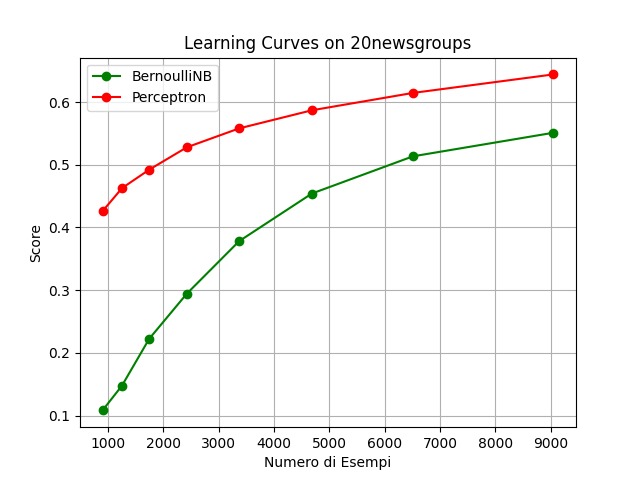 Learning Curves on 20newsgroups
BernoulliNB
Perceptron
Score
0.6
0.5
0.4
0.3
0.2
0.1
1000 2000 3000 4000 5000 6000 7000 8000 9000
Numero di Esempi